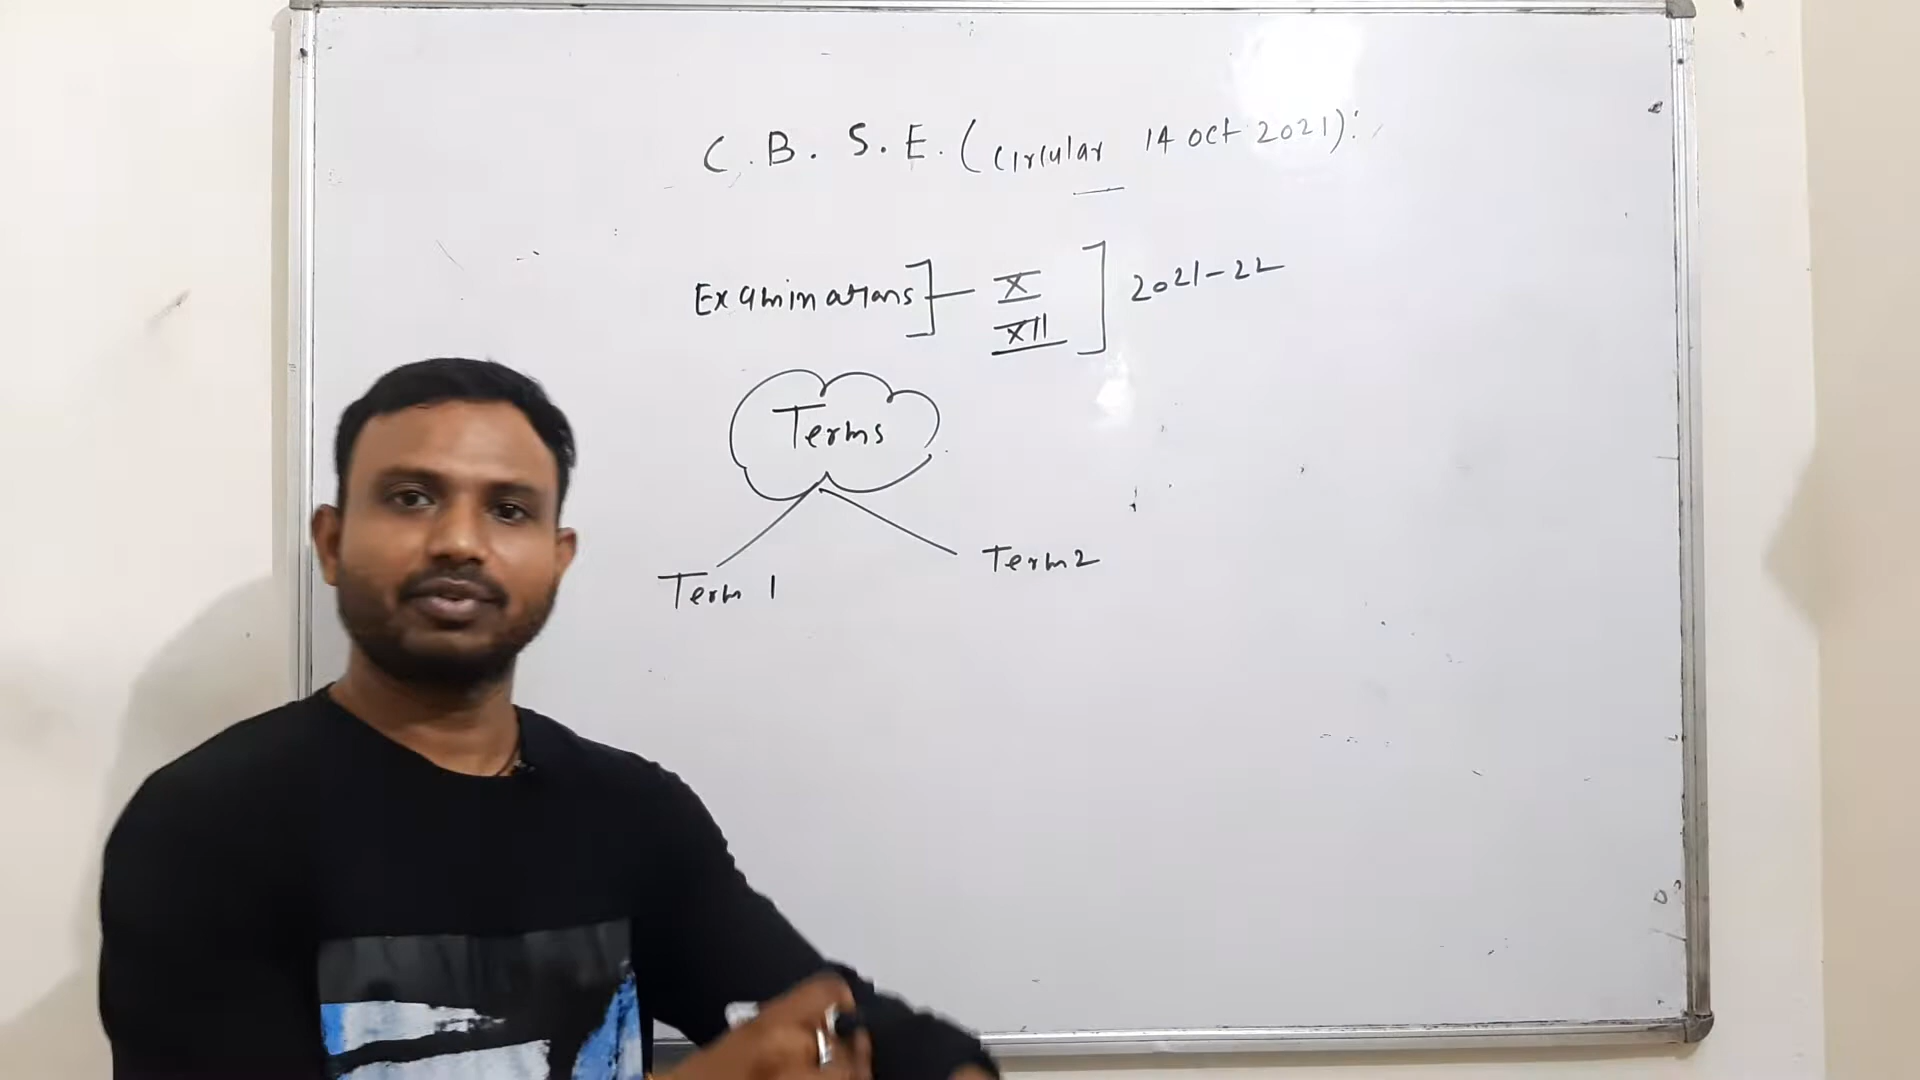 C.B.S.E. (Circular 14 Oct 2021):
Examinations] — X ] 2021-22
XII
Terms
Term 1 Term 2